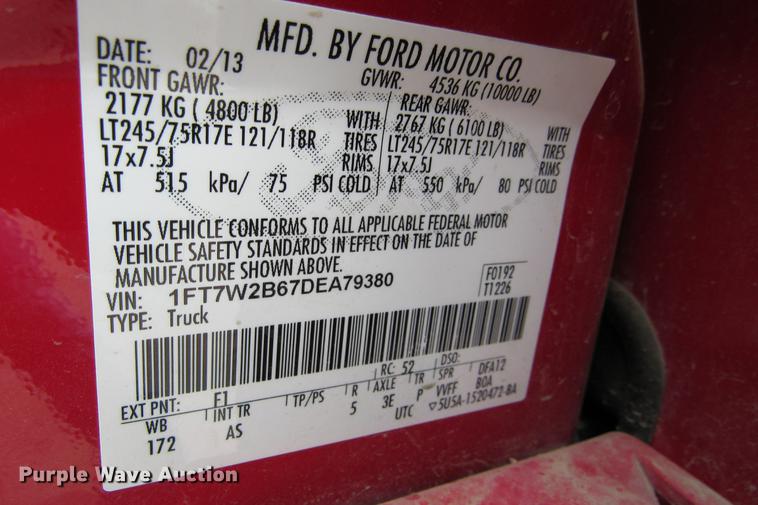 MFD. BY FORD MOTOR CO.
DATE: 02/13 GVWR: 4536 KG (10000 LB)
FRONT GAWR: REAR GAWR:
2177 KG ( 4800 LB) WITH 2767 KG (6100 LB) WITH
LT245/75R17E 121/118R TIRES LT245/75R17E 121/118R TIRES
17x7.5J RIMS 17x7.5J RIMS
AT 515 kPa/ 75 PSI COLD AT 550 kPa/ 80 PSI COLD
THIS VEHICLE CONFORMS TO ALL APPLICABLE FEDERAL MOTOR
VEHICLE SAFETY STANDARDS IN EFFECT ON THE DATE OF
MANUFACTURE SHOWN ABOVE.
VIN: 1FT7W2B67DEA79380 F0192
TYPE: Truck T1226
EXT PNT: F1 RC: 52 DSO:
WB INT TR TP/PS R AXLE TR SPR DFA12
172 AS 5 3E P VVFF BOA
UTC ▽5U5A-1520472-BA
Purple Wave Auction